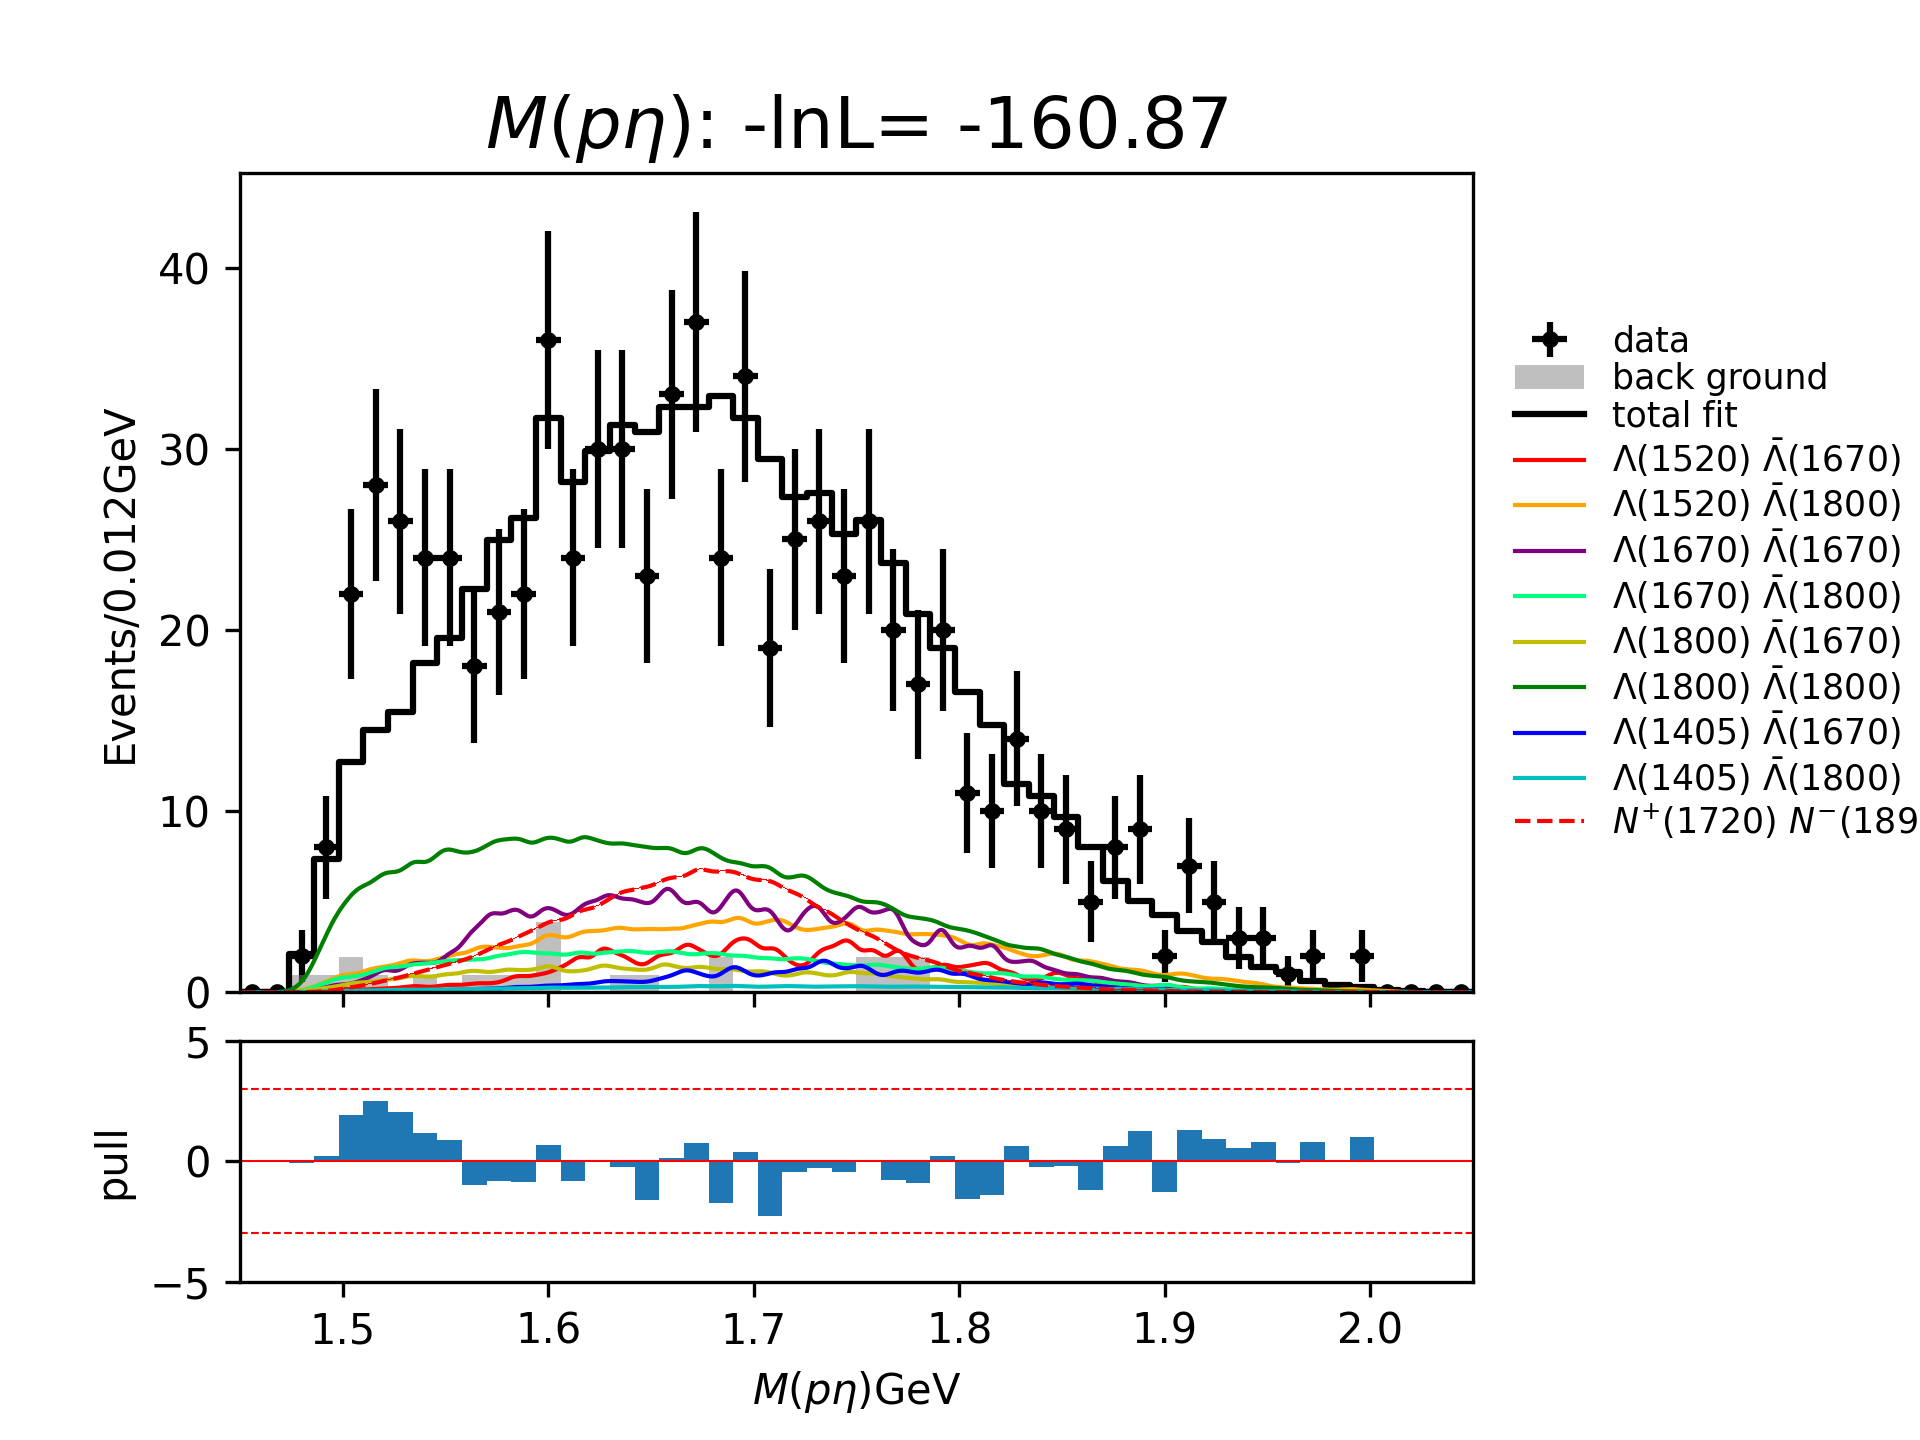 M(pη): -lnL= -160.87
Events/0.012GeV
40
30
20
10
0
data
back ground
total fit
Λ(1520) Λ̄(1670)
Λ(1520) Λ̄(1800)
Λ(1670) Λ̄(1670)
Λ(1670) Λ̄(1800)
Λ(1800) Λ̄(1670)
Λ(1800) Λ̄(1800)
Λ(1405) Λ̄(1670)
Λ(1405) Λ̄(1800)
N⁺(1720) N⁻(189
pull
5
0
−5
1.5 1.6 1.7 1.8 1.9 2.0
M(pη)GeV